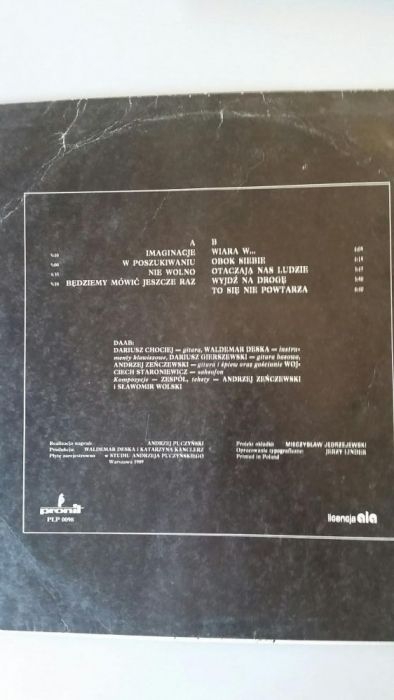 A B
IMAGINACJE WIARA W...
W POSZUKIWANIU OBOK SIEBIE
NIE WOLNO OTACZAJĄ NAS LUDZIE
BĘDZIEMY MÓWIĆ JESZCZE RAZ WYJDŹ NA DROGĘ
TO SIĘ NIE POWTARZA
DAAB:
DARIUSZ CHOCIEJ – gitara, WALDEMAR DESKA – instru-
menty klawiszowe, DARIUSZ GIERSZEWSKI – gitara basowa,
ANDRZEJ ZEŃCZEWSKI – gitara i śpiew oraz gościnnie WOJ-
CIECH STARONIEWICZ – saksofon
Kompozycje – ZESPÓŁ, teksty – ANDRZEJ ZEŃCZEWSKI
i SŁAWOMIR WOLSKI
Realizacja nagrań: ANDRZEJ PUCZYŃSKI
Produkcja: WALDEMAR DESKA i KATARZYNA KANCLERZ
Płytę zarejestrowano w STUDIU ANDRZEJA PUCZYŃSKIEGO
Warszawa 1989
Projekt okładki: MIECZYSŁAW JĘDRZEJEWSKI
Opracowanie typograficzne: JERZY LINDER
Printed in Poland
pronit
PLP 0098
licencja ala